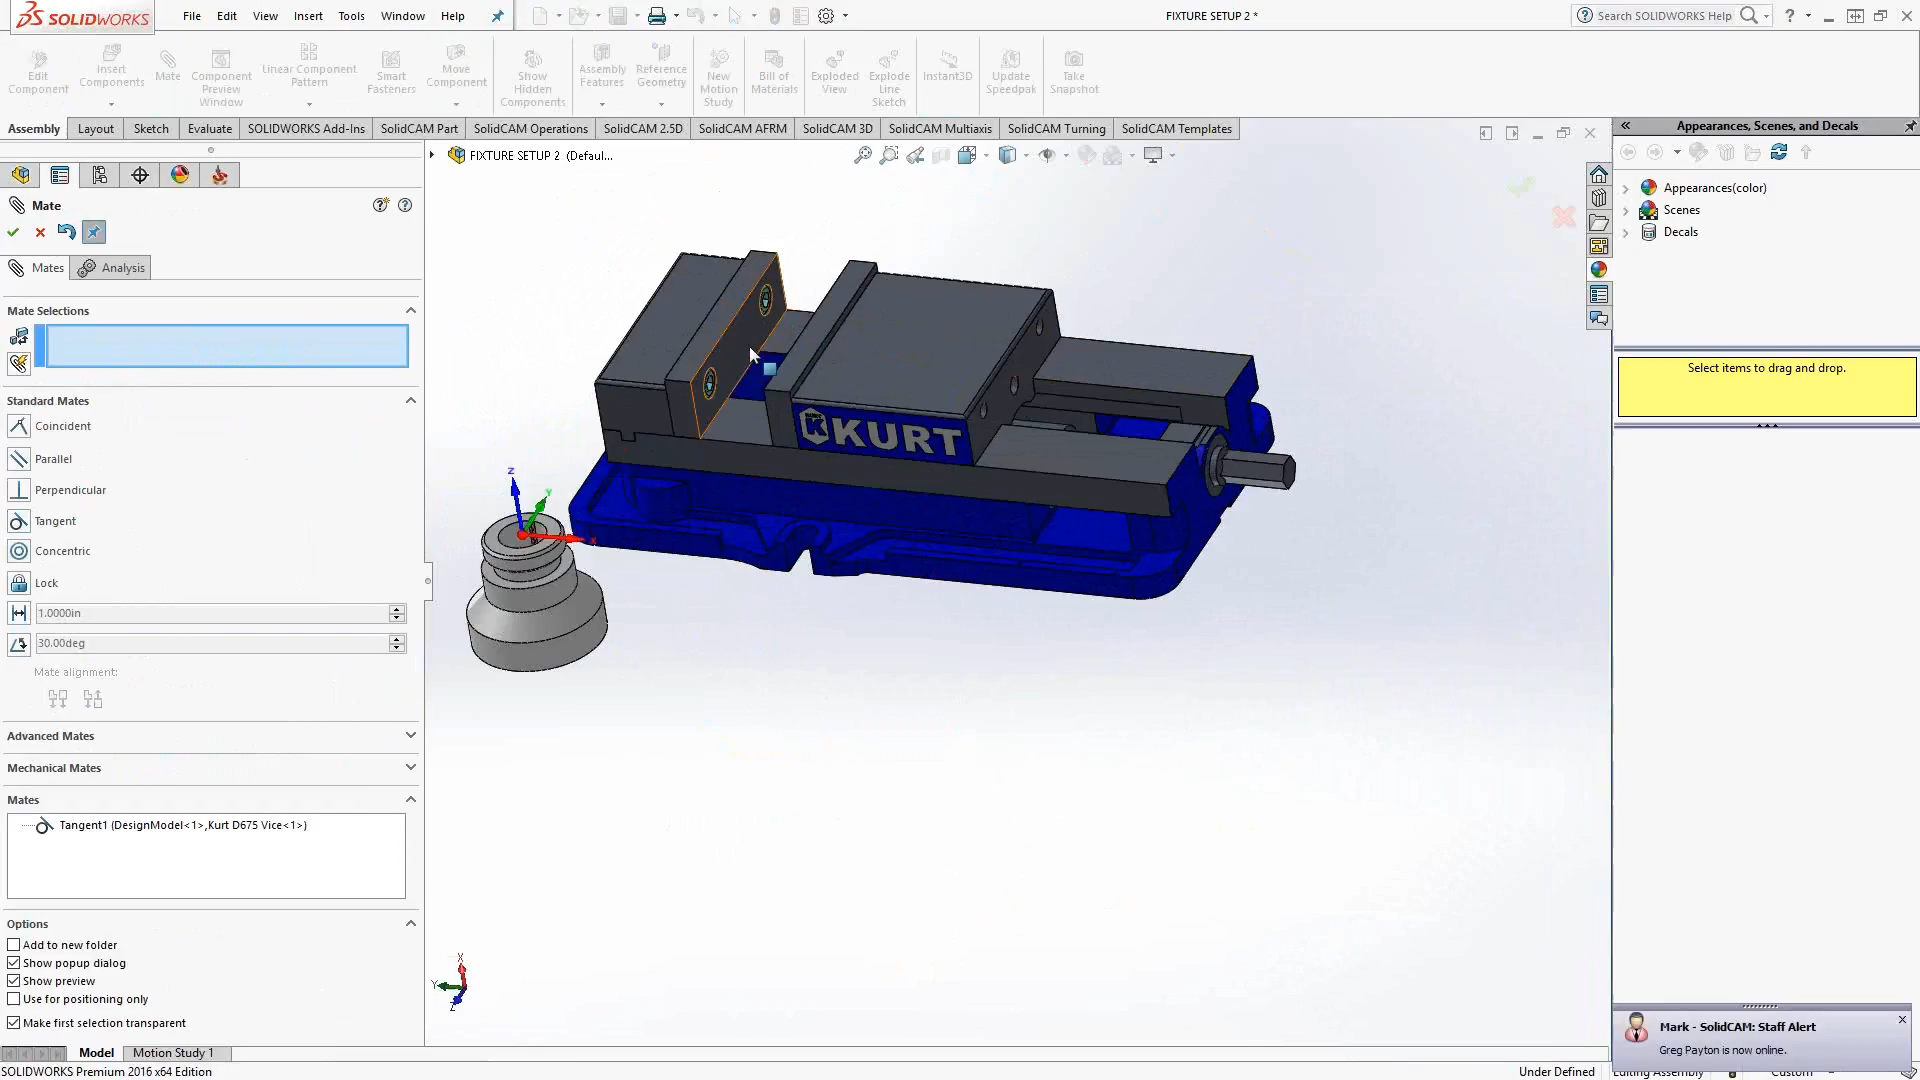 SOLIDWORKS
File Edit View Insert Tools Window Help
FIXTURE SETUP 2 *
Search SOLIDWORKS Help
Edit Component
Insert Components
Mate
Component Preview Window
Linear Component Pattern
Smart Fasteners
Move Component
Show Hidden Components
Assembly Features
Reference Geometry
New Motion Study
Bill of Materials
Exploded View
Explode Line Sketch
Instant3D
Update Speedpak
Take Snapshot
Assembly Layout Sketch Evaluate SOLIDWORKS Add-Ins SolidCAM Part SolidCAM Operations SolidCAM 2.5D SolidCAM AFRM SolidCAM 3D SolidCAM Multiaxis SolidCAM Turning SolidCAM Templates
Appearances, Scenes, and Decals
FIXTURE SETUP 2 (Defaul...
Appearances(color)
Scenes
Decals
Select items to drag and drop.
Mate
Mates Analysis
Mate Selections
Standard Mates
Coincident
Parallel
Perpendicular
Tangent
Concentric
Lock
1.0000in
30.00deg
Mate alignment:
Advanced Mates
Mechanical Mates
Mates
Tangent1 (DesignModel<1>,Kurt D675 Vice<1>)
Options
Add to new folder
Show popup dialog
Show preview
Use for positioning only
Make first selection transparent
KURT
Z
Y
X
X
Y
Z
Mark - SolidCAM: Staff Alert
Greg Payton is now online.
Model Motion Study 1
SOLIDWORKS Premium 2016 x64 Edition
Under Defined Editing Assembly Custom